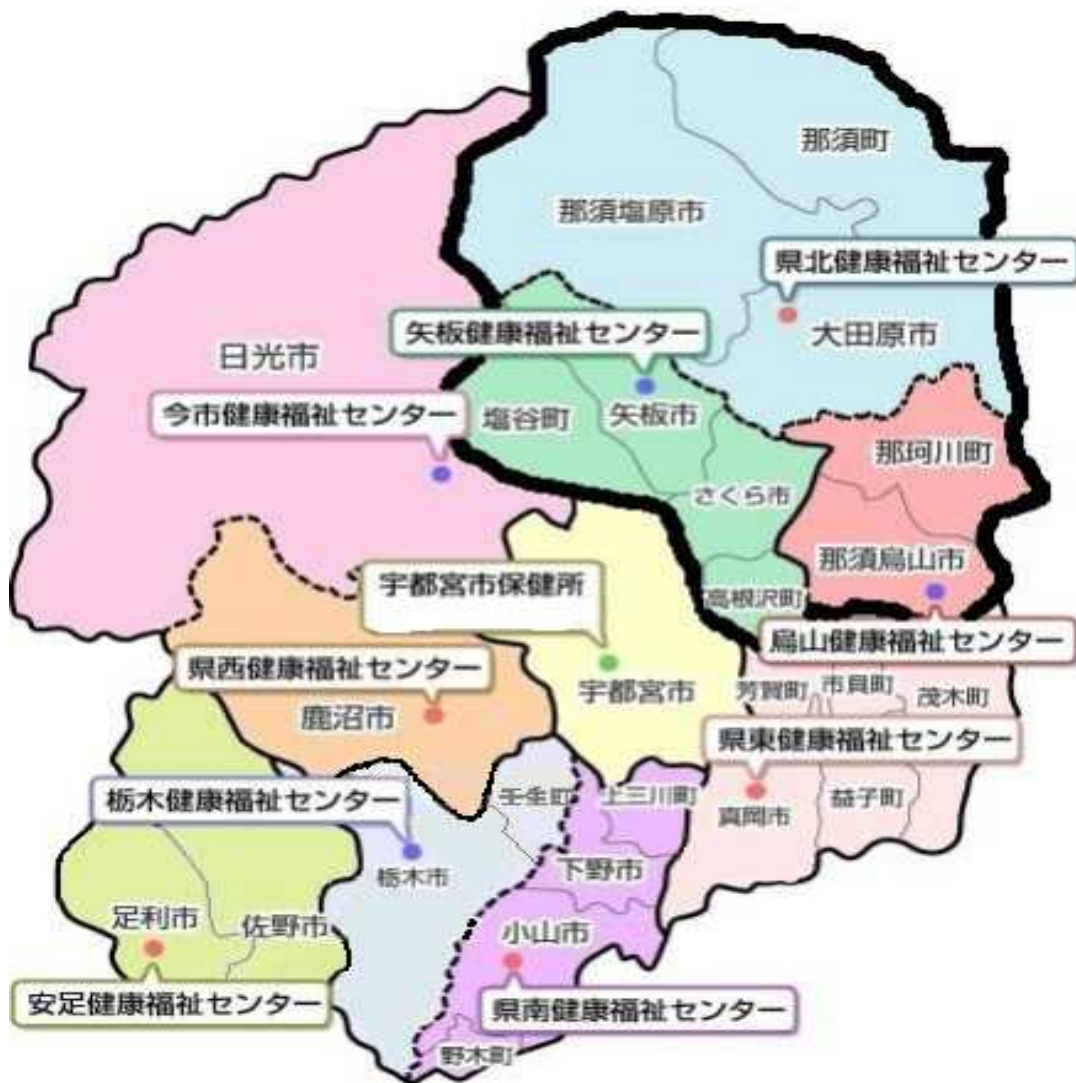 那須町
那須塩原市
県北健康福祉センター
矢板健康福祉センター
大田原市
日光市
今市健康福祉センター
塩谷町
矢板市
那珂川町
さくら市
那須烏山市
宇都宮市保健所
高根沢町
烏山健康福祉センター
県西健康福祉センター
宇都宮市
芳賀町
市貝町
茂木町
鹿沼市
県東健康福祉センター
栃木健康福祉センター
壬生町
上三川町
真岡市
益子町
栃木市
下野市
足利市
佐野市
小山市
安足健康福祉センター
県南健康福祉センター
野木町